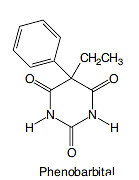 CH₂CH₃
O O
N N
H H
O
Phenobarbital